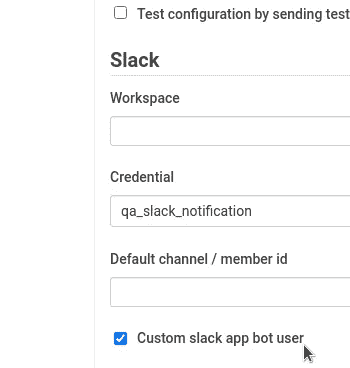 Test configuration by sending test
Slack
Workspace
Credential
qa_slack_notification
Default channel / member id
Custom slack app bot user